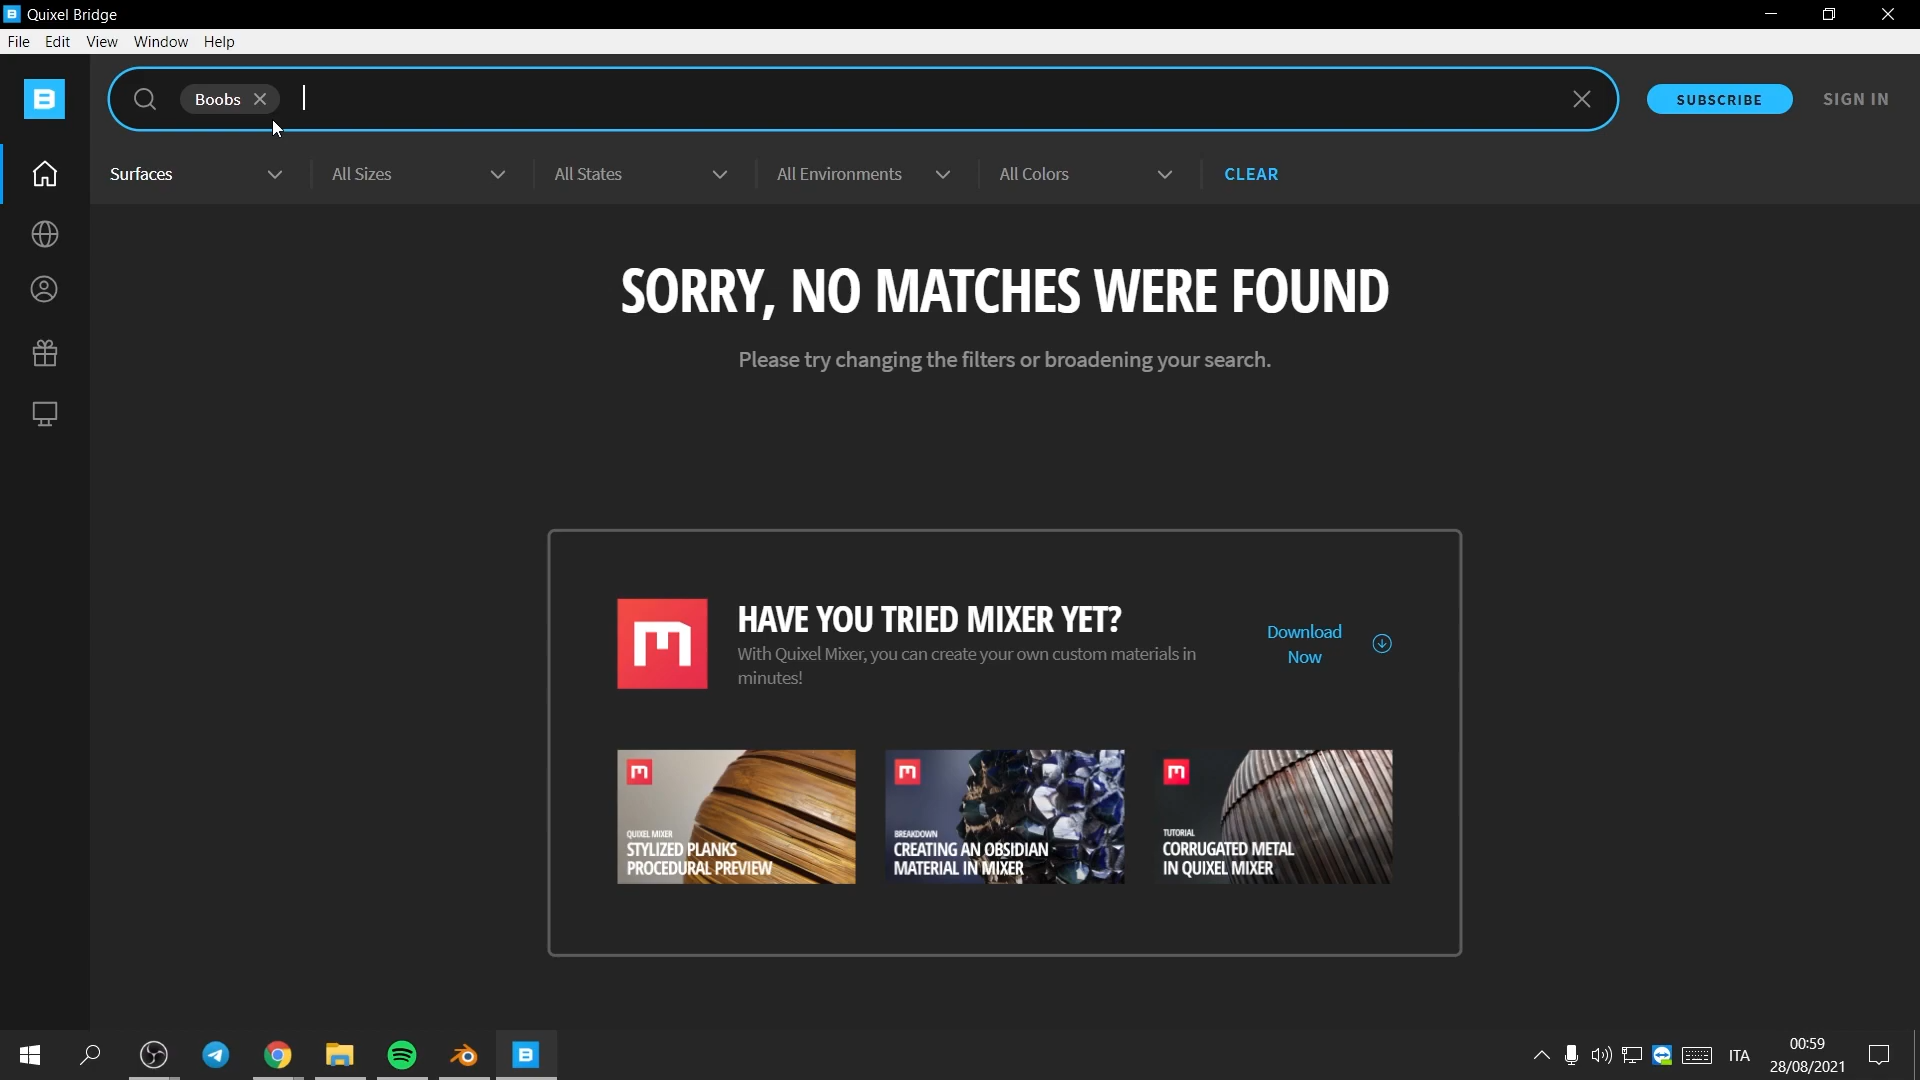 Quixel Bridge
File Edit View Window Help
Boobs
SUBSCRIBE
SIGN IN
Surfaces
All Sizes
All States
All Environments
All Colors
CLEAR
SORRY, NO MATCHES WERE FOUND
Please try changing the filters or broadening your search.
HAVE YOU TRIED MIXER YET?
With Quixel Mixer, you can create your own custom materials in
minutes!
Download
Now
QUIXEL MIXER
STYLIZED PLANKS
PROCEDURAL PREVIEW
BREAKDOWN
CREATING AN OBSIDIAN
MATERIAL IN MIXER
TUTORIAL
CORRUGATED METAL
IN QUIXEL MIXER
ITA
00:59
28/08/2021